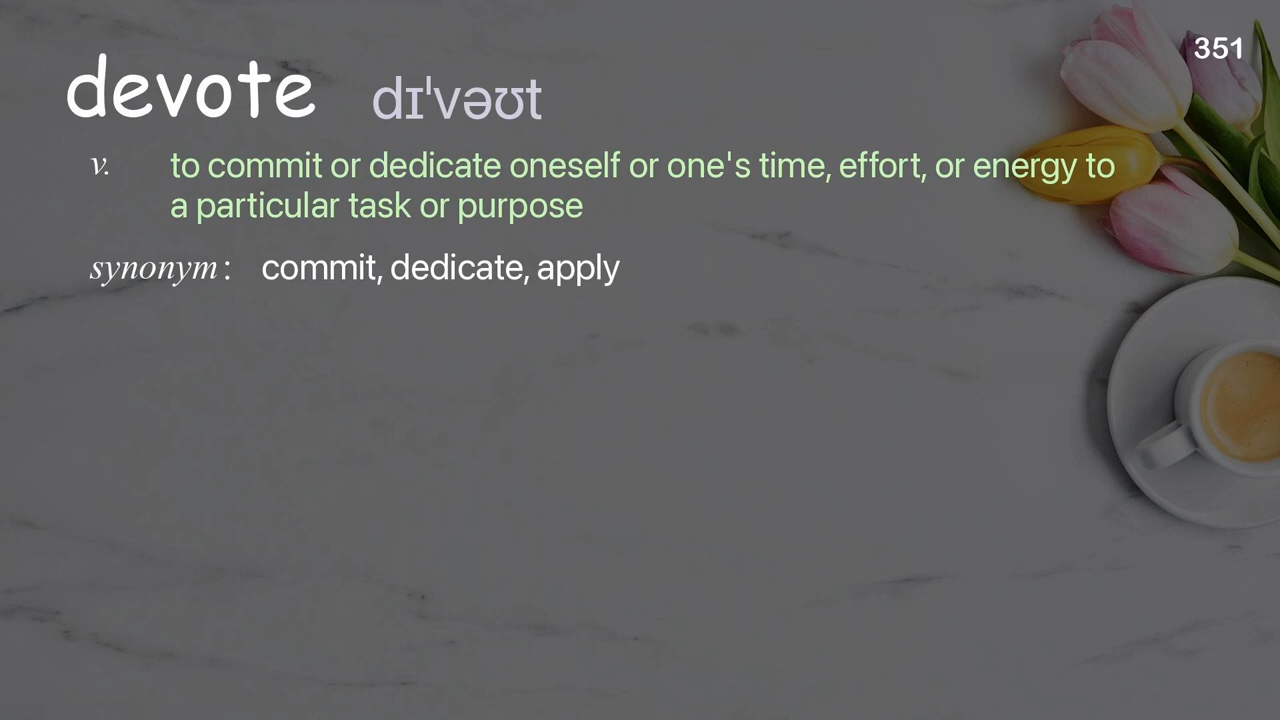 351
devote dɪˈvəʊt
v. to commit or dedicate oneself or one's time, effort, or energy to
a particular task or purpose
synonym : commit, dedicate, apply